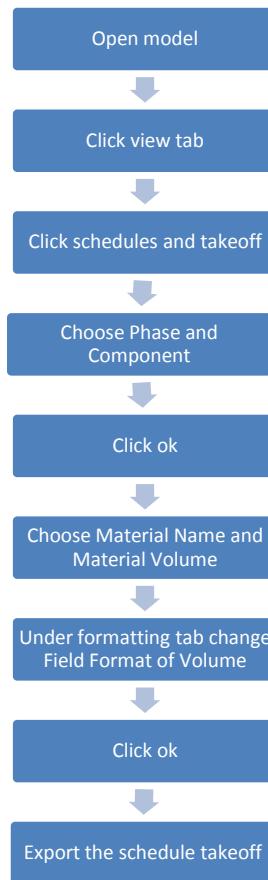 Open model
Click view tab
Click schedules and takeoff
Choose Phase and
Component
Click ok
Choose Material Name and
Material Volume
Under formatting tab change
Field Format of Volume
Click ok
Export the schedule takeoff